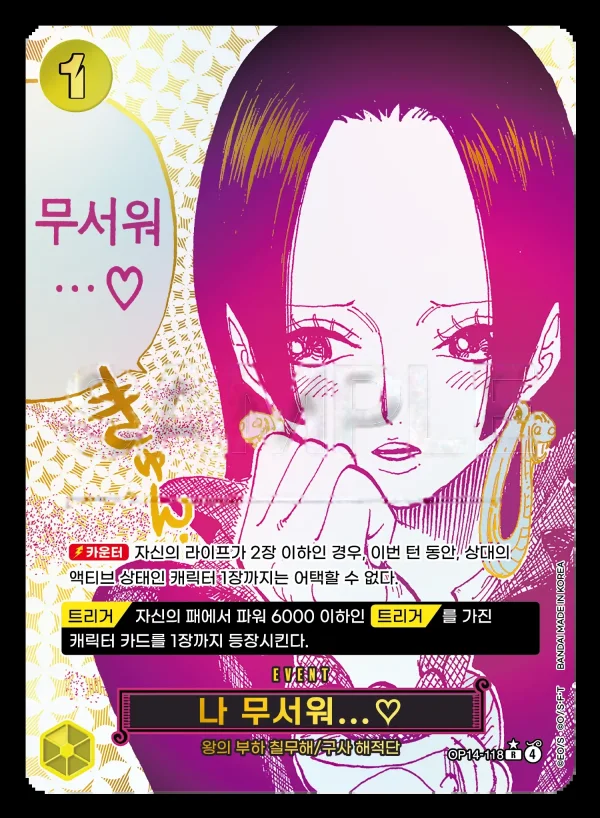 1
무서워
…♡
きゅん
SAMPLE
카운터 자신의 라이프가 2장 이하인 경우, 이번 턴 동안, 상대의
액티브 상태인 캐릭터 1장까지는 어택할 수 없다.
트리거 자신의 패에서 파워 6000 이하인 트리거 를 가진
캐릭터 카드를 1장까지 등장시킨다.
EVENT
나 무서워…♡
왕의 부하 칠무해/구사 해적단
OP14-118 R 4
©EO/S ©O/S·F·T BANDAI MADE IN KOREA